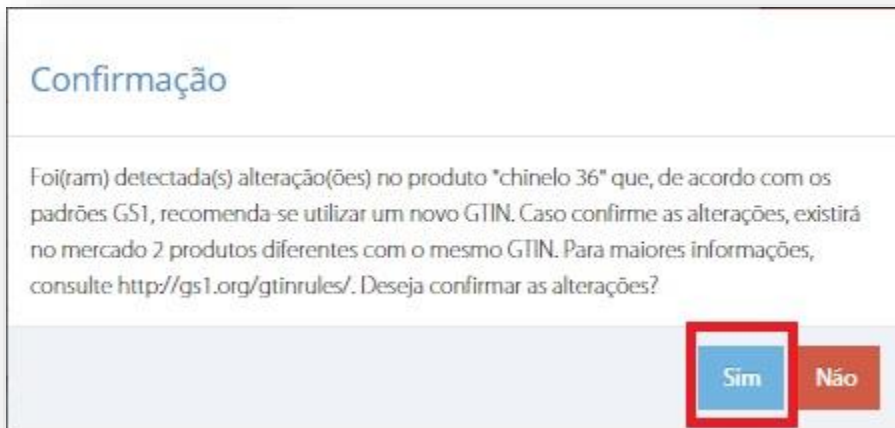 Confirmação
Foi(ram) detectada(s) alteração(ões) no produto "chinelo 36" que, de acordo com os
padrões GS1, recomenda-se utilizar um novo GTIN. Caso confirme as alterações, existirá
no mercado 2 produtos diferentes com o mesmo GTIN. Para maiores informações,
consulte http://gs1.org/gtinrules/. Deseja confirmar as alterações?
Sim Não